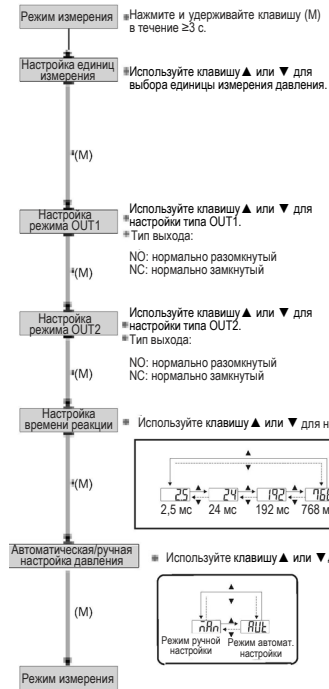 Режим измерения
Нажмите и удерживайте клавишу (M)
в течение ≥3 с.
Настройка единиц
измерения
Используйте клавишу ▲ или ▼ для
выбора единицы измерения давления.
(M)
Настройка
режима OUT1
Используйте клавишу ▲ или ▼ для
настройки типа OUT1.
Тип выхода:
NO: нормально разомкнутый
NC: нормально замкнутый
(M)
Настройка
режима OUT2
Используйте клавишу ▲ или ▼ для
настройки типа OUT2.
Тип выхода:
NO: нормально разомкнутый
NC: нормально замкнутый
(M)
Настройка
времени реакции
Используйте клавишу ▲ или ▼ для
▲
▼
2.5 ▲ ▼ 24 ▲ ▼ 192 ▲ ▼
2,5 мс 24 мс 192 мс 768
(M)
Автоматическая/ручная
настройка давления
Используйте клавишу ▲ или ▼
▲
▼
nAn ▲ ▼ AUt
Режим ручной
настройки
Режим автомат.
настройки
(M)
Режим измерения